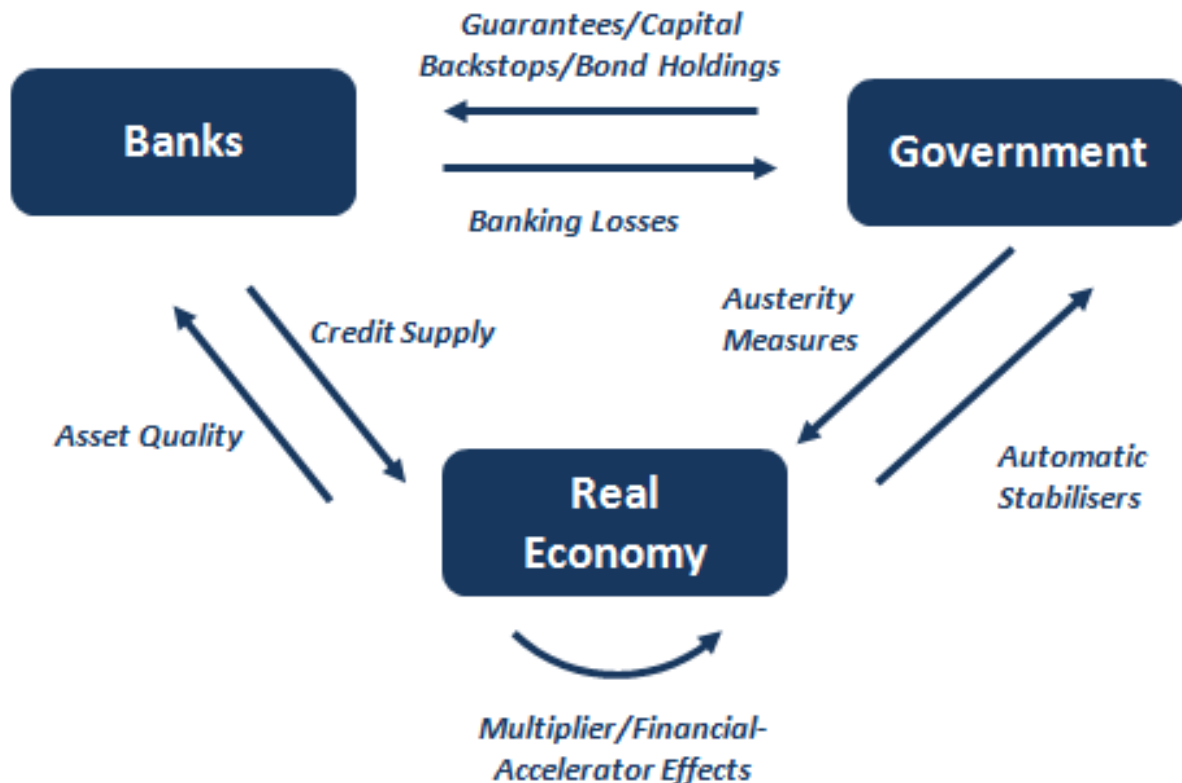 Guarantees/Capital
Backstops/Bond Holdings
Banks
Government
Banking Losses
Credit Supply
Austerity
Measures
Asset Quality
Automatic
Stabilisers
Real
Economy
Multiplier/Financial-
Accelerator Effects